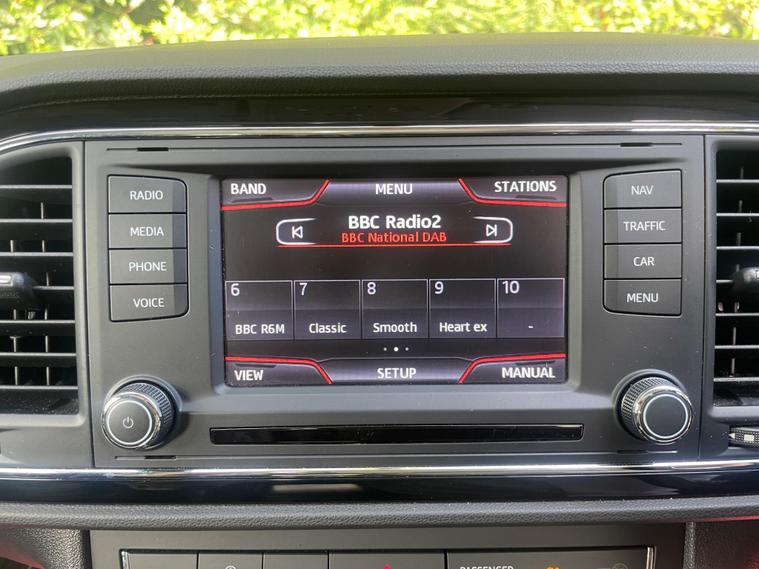 BAND MENU STATIONS
BBC Radio2
BBC National DAB
6 7 8 9 10
BBC R6M Classic Smooth Heart ex -
VIEW SETUP MANUAL
RADIO
MEDIA
PHONE
VOICE
NAV
TRAFFIC
CAR
MENU
PASSENGER